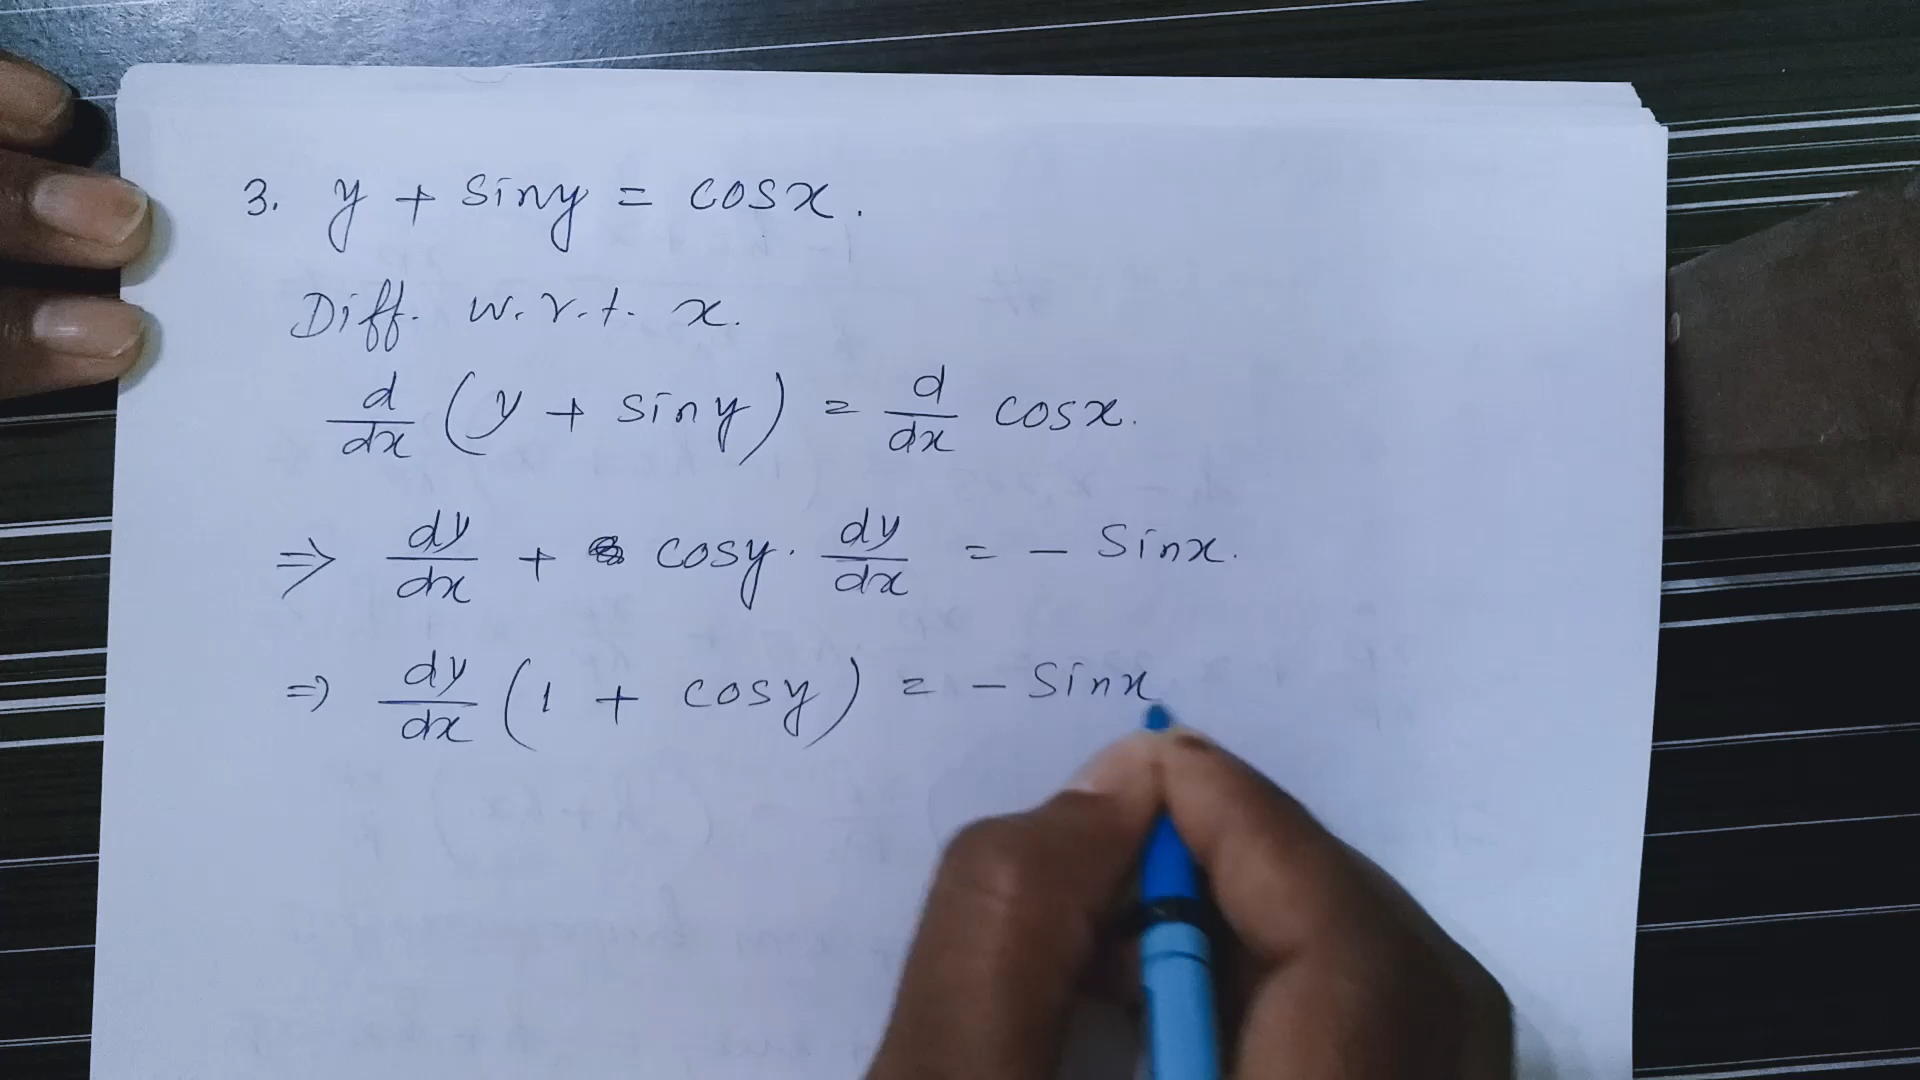 3. y + siny = cosx.
Diff. w.r.t. x.
d/dx (y + siny) = d/dx cosx.
⇒ dy/dx + cosy. dy/dx = - Sinx.
⇒ dy/dx (1 + cosy) = - Sinx